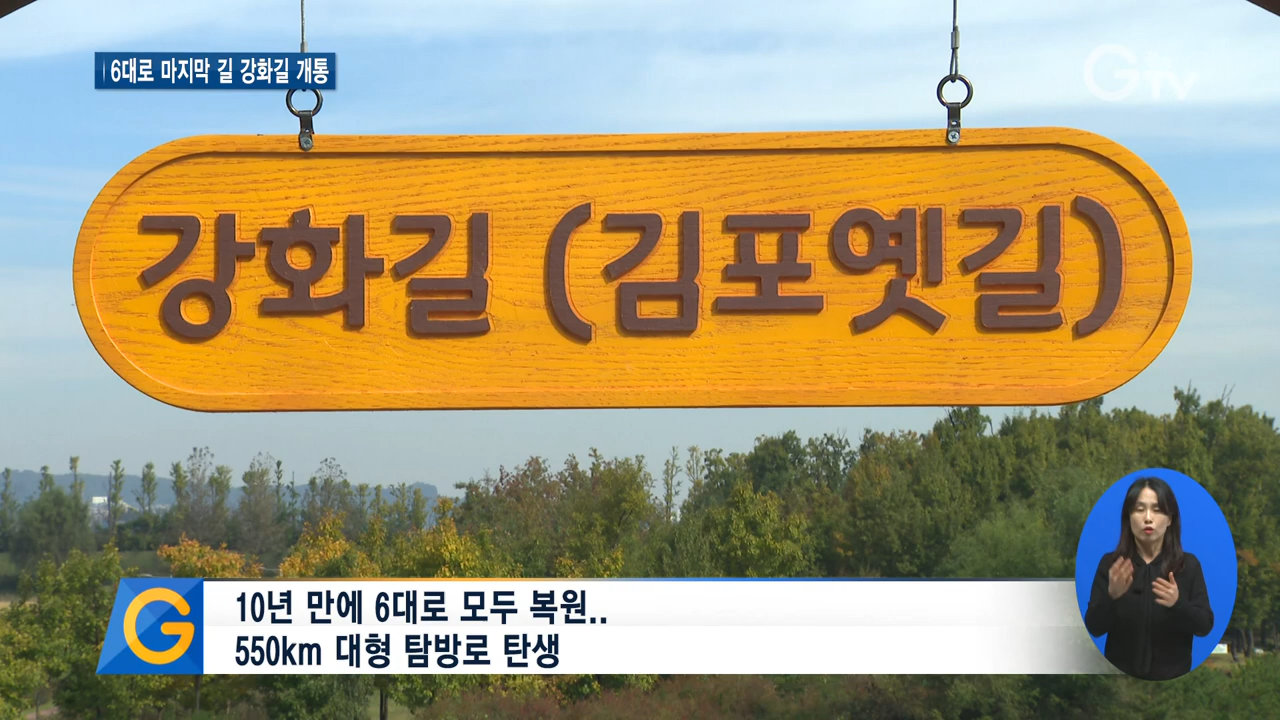 6대로 마지막 길 강화길 개통
GTV
강화길 (김포옛길)
G
10년 만에 6대로 모두 복원..
550km 대형 탐방로 탄생